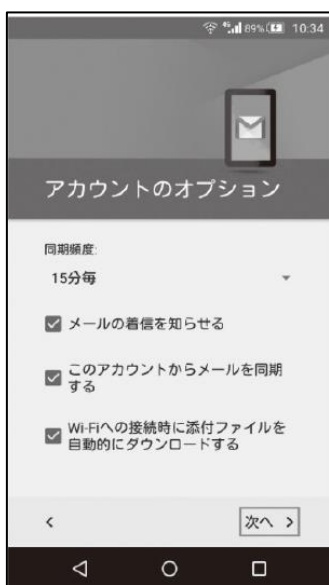 4G 89% 10:34
アカウントのオプション
同期頻度:
15分毎
メールの着信を知らせる
このアカウントからメールを同期
する
Wi-Fiへの接続時に添付ファイルを
自動的にダウンロードする
次へ